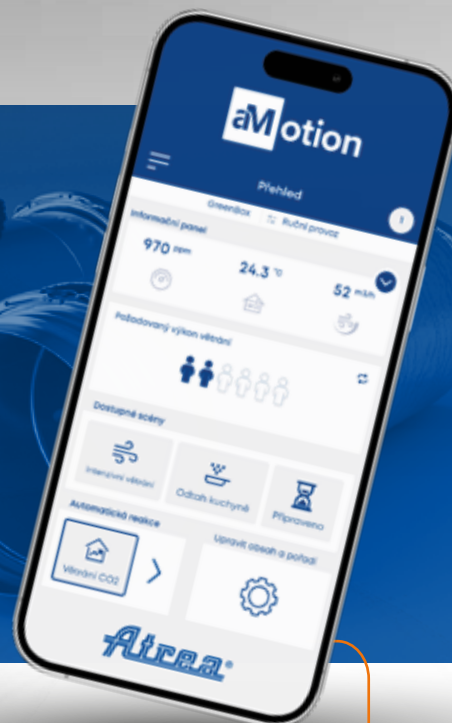 aMotion
Přehled
1
GreenBox
Ruční provoz
Informační panel
970 ppm
24.3 °C
52 m3/h
Požadovaný výkon větrání
Dostupné scény
Intenzivní větrání
Odtah kuchyně
Připraveno
Automatická reakce
Upravit obsah a pořadí
Větrání CO2
Atrea®